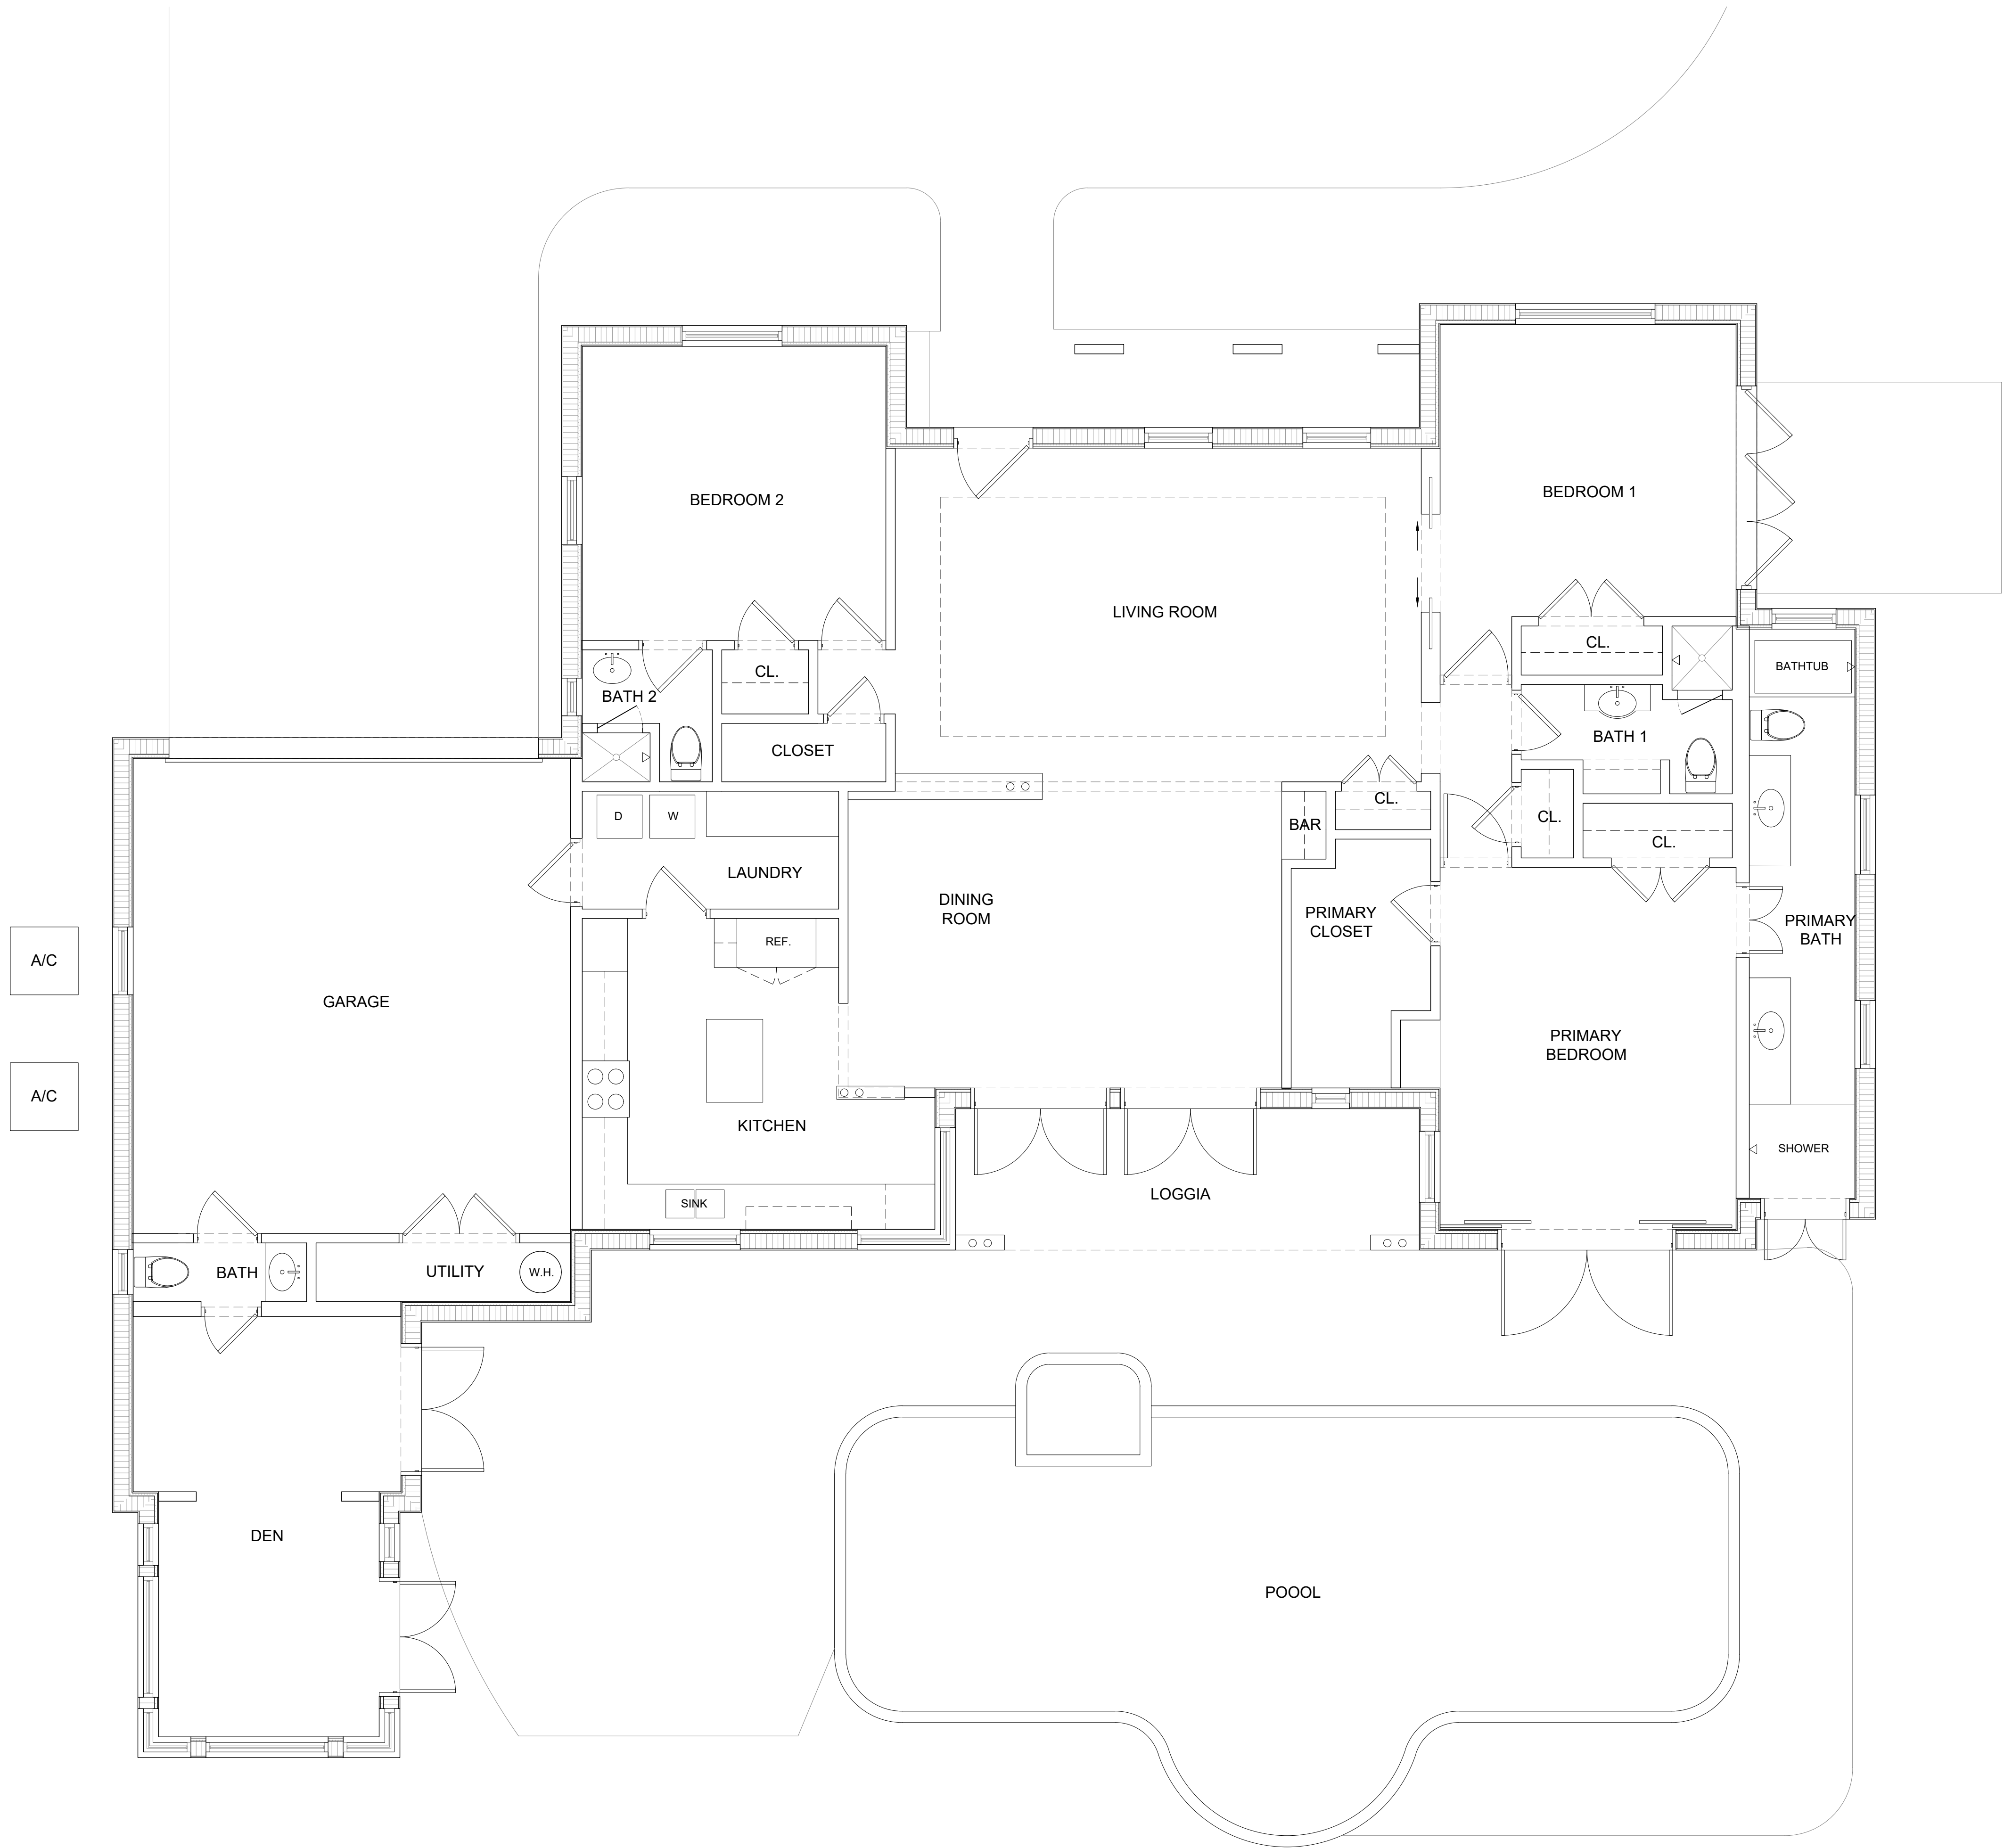 BEDROOM 1
BEDROOM 2
LIVING ROOM
CL.
CL.
BATHTUB
BATH 2
BATH 1
CLOSET
CL.
D
W
BAR
CL.
CL.
LAUNDRY
DINING
ROOM
PRIMARY
CLOSET
PRIMARY
BATH
REF.
A/C
GARAGE
PRIMARY
BEDROOM
A/C
KITCHEN
SHOWER
LOGGIA
SINK
BATH
UTILITY
W.H.
DEN
POOOL